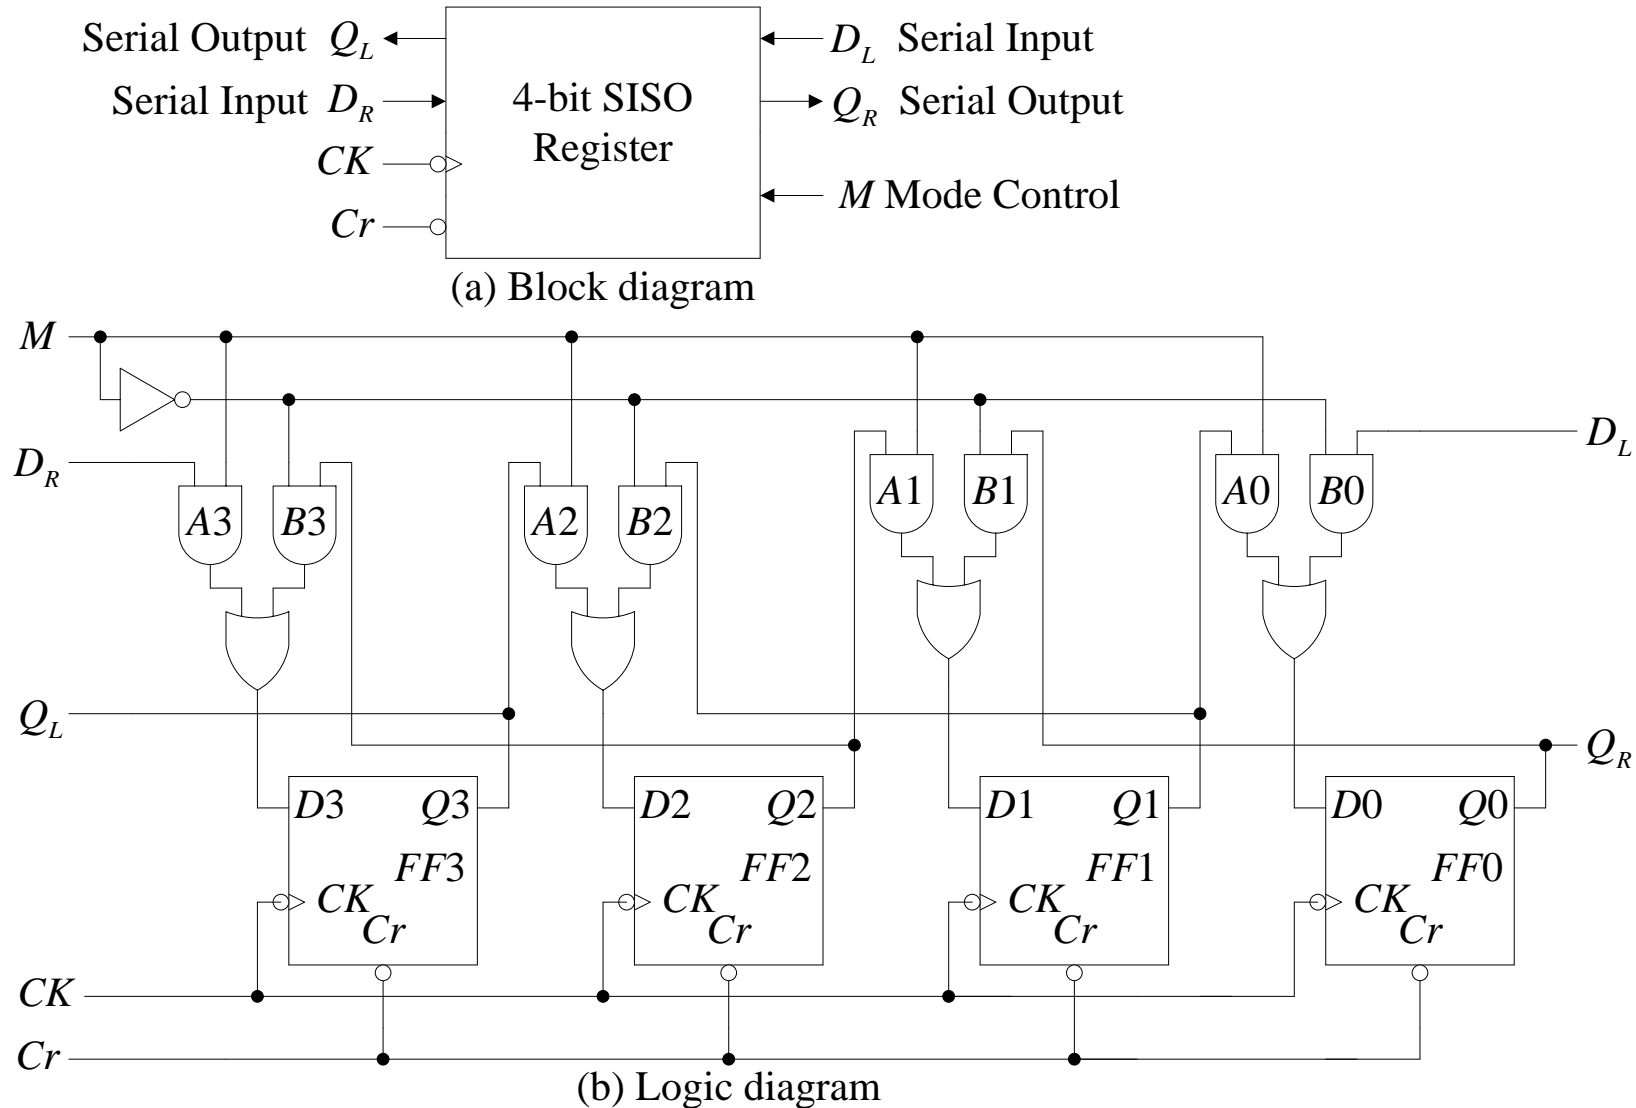 Serial Output Q_L
D_L Serial Input
Serial Input D_R
4-bit SISO
Register
Q_R Serial Output
CK
M Mode Control
Cr
(a) Block diagram
M
D_R
D_L
A3 B3 A2 B2 A1 B1 A0 B0
Q_L
Q_R
D3 Q3 D2 Q2 D1 Q1 D0 Q0
FF3 FF2 FF1 FF0
CK CK CK CK
Cr Cr Cr Cr
CK
Cr
(b) Logic diagram